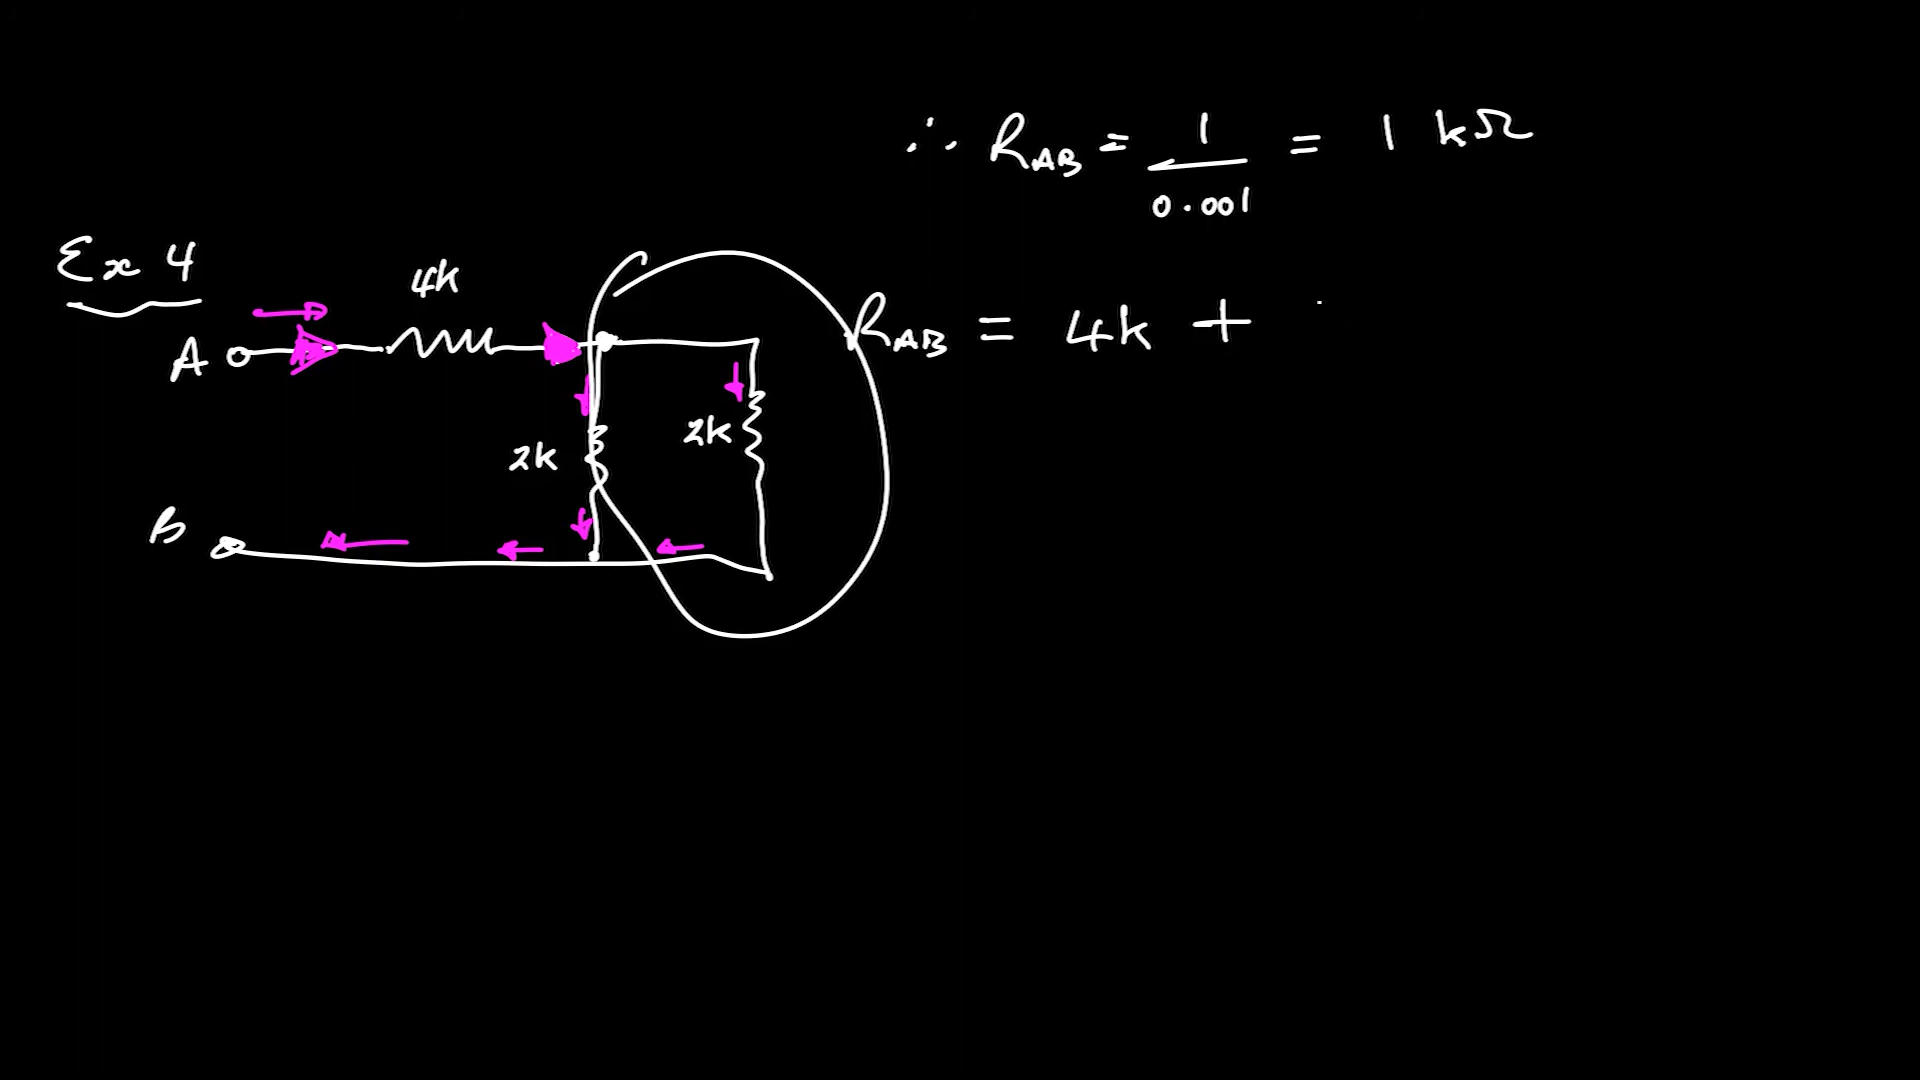 ∴ R_AB = 1/0.001 = 1 kΩ
Ex 4
4k
A
R_AB = 4k +
2k
2k
B